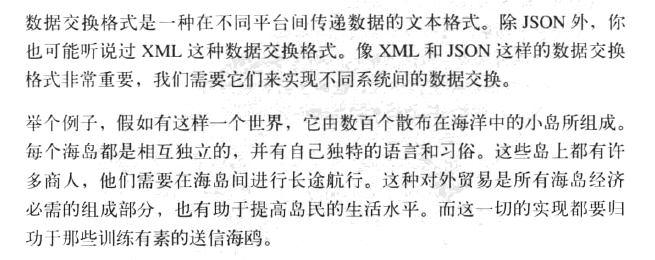 数据交换格式是一种在不同平台间传递数据的文本格式。除 JSON 外，你
也可能听说过 XML 这种数据交换格式。像 XML 和 JSON 这样的数据交换
格式非常重要，我们需要它们来实现不同系统间的数据交换。
举个例子，假如有这样一个世界，它由数百个散布在海洋中的小岛所组成。
每个海岛都是相互独立的，并有自己独特的语言和习俗。这些岛上都有许
多商人，他们需要在海岛间进行长途航行。这种对外贸易是所有海岛经济
必需的组成部分，也有助于提高岛民的生活水平。而这一切的实现都要归
功于那些训练有素的送信海鸥。